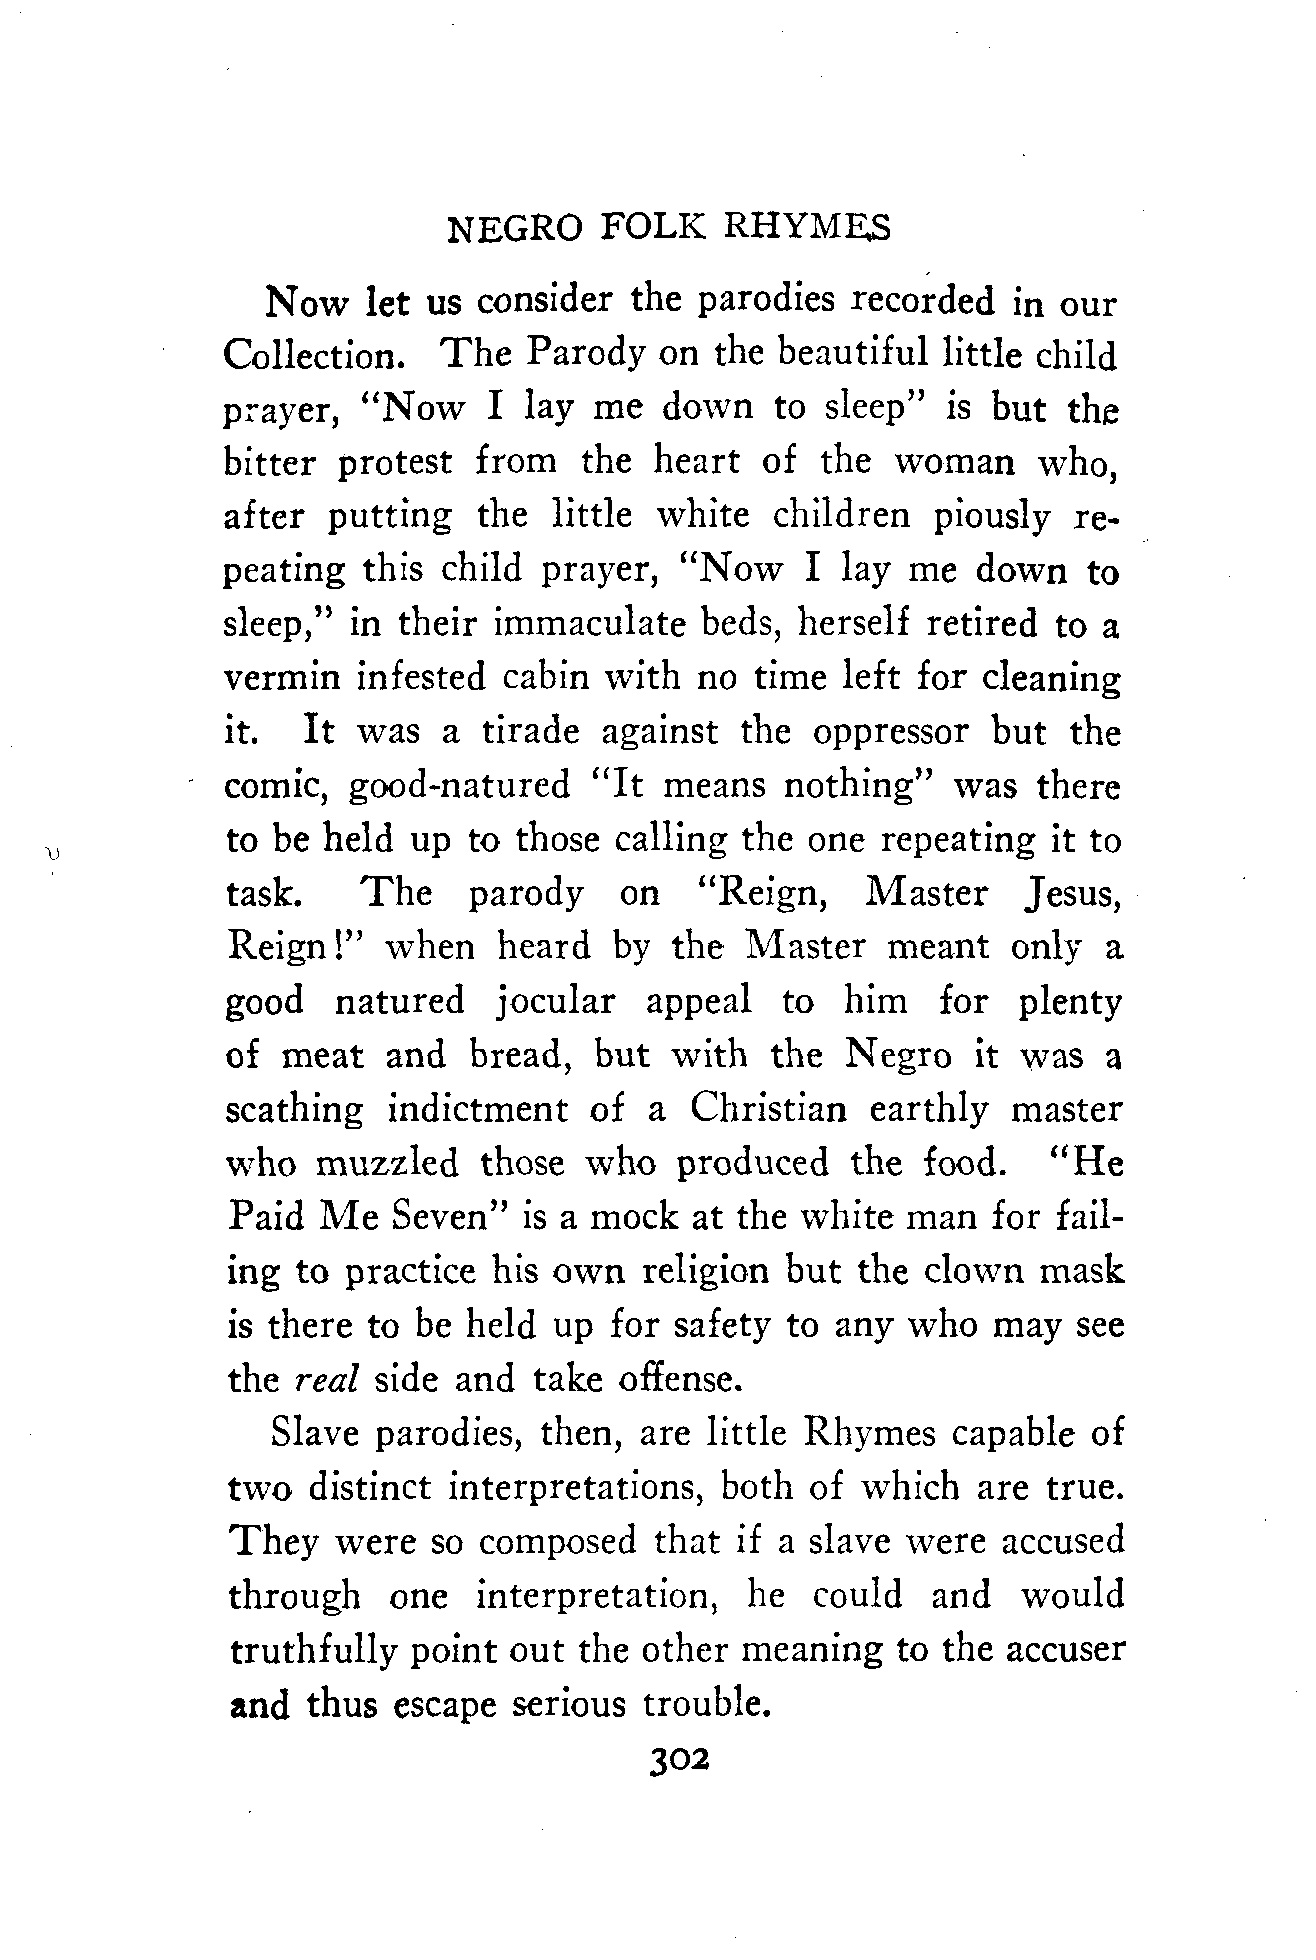 NEGRO FOLK RHYMES
Now let us consider the parodies recorded in our
Collection. The Parody on the beautiful little child
prayer, “Now I lay me down to sleep” is but the
bitter protest from the heart of the woman who,
after putting the little white children piously re-
peating this child prayer, “Now I lay me down to
sleep,” in their immaculate beds, herself retired to a
vermin infested cabin with no time left for cleaning
it. It was a tirade against the oppressor but the
comic, good-natured “It means nothing” was there
to be held up to those calling the one repeating it to
task. The parody on “Reign, Master Jesus,
Reign!” when heard by the Master meant only a
good natured jocular appeal to him for plenty
of meat and bread, but with the Negro it was a
scathing indictment of a Christian earthly master
who muzzled those who produced the food. “He
Paid Me Seven” is a mock at the white man for fail-
ing to practice his own religion but the clown mask
is there to be held up for safety to any who may see
the real side and take offense.
Slave parodies, then, are little Rhymes capable of
two distinct interpretations, both of which are true.
They were so composed that if a slave were accused
through one interpretation, he could and would
truthfully point out the other meaning to the accuser
and thus escape serious trouble.
302